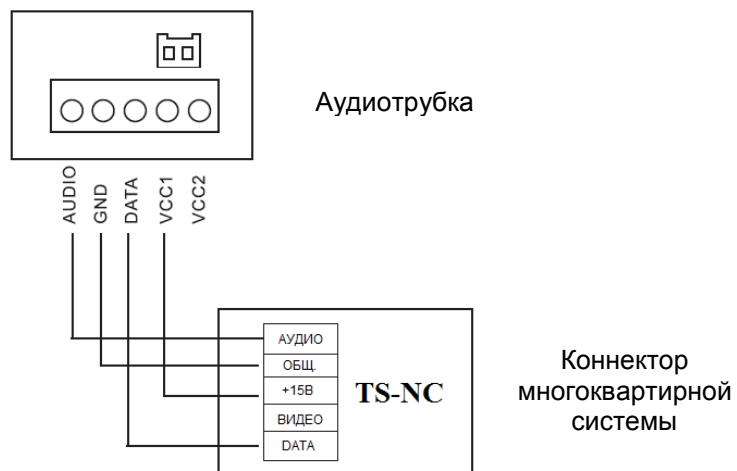 Аудиотрубка
AUDIO
GND
DATA
VCC1
VCC2
АУДИО
ОБЩ.
+15В
ВИДЕО
DATA
TS-NC
Коннектор
многоквартирной
системы